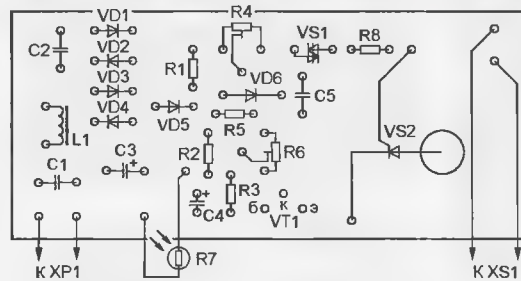 VD1
R4
C2
VD2
VS1
R8
VD3
R1
VD6
VD4
VD5
C5
L1
R5
VS2
C1
C3
+
R2
R6
+
C4
R3
б
к
э
VT1
К XP1
R7
К XS1